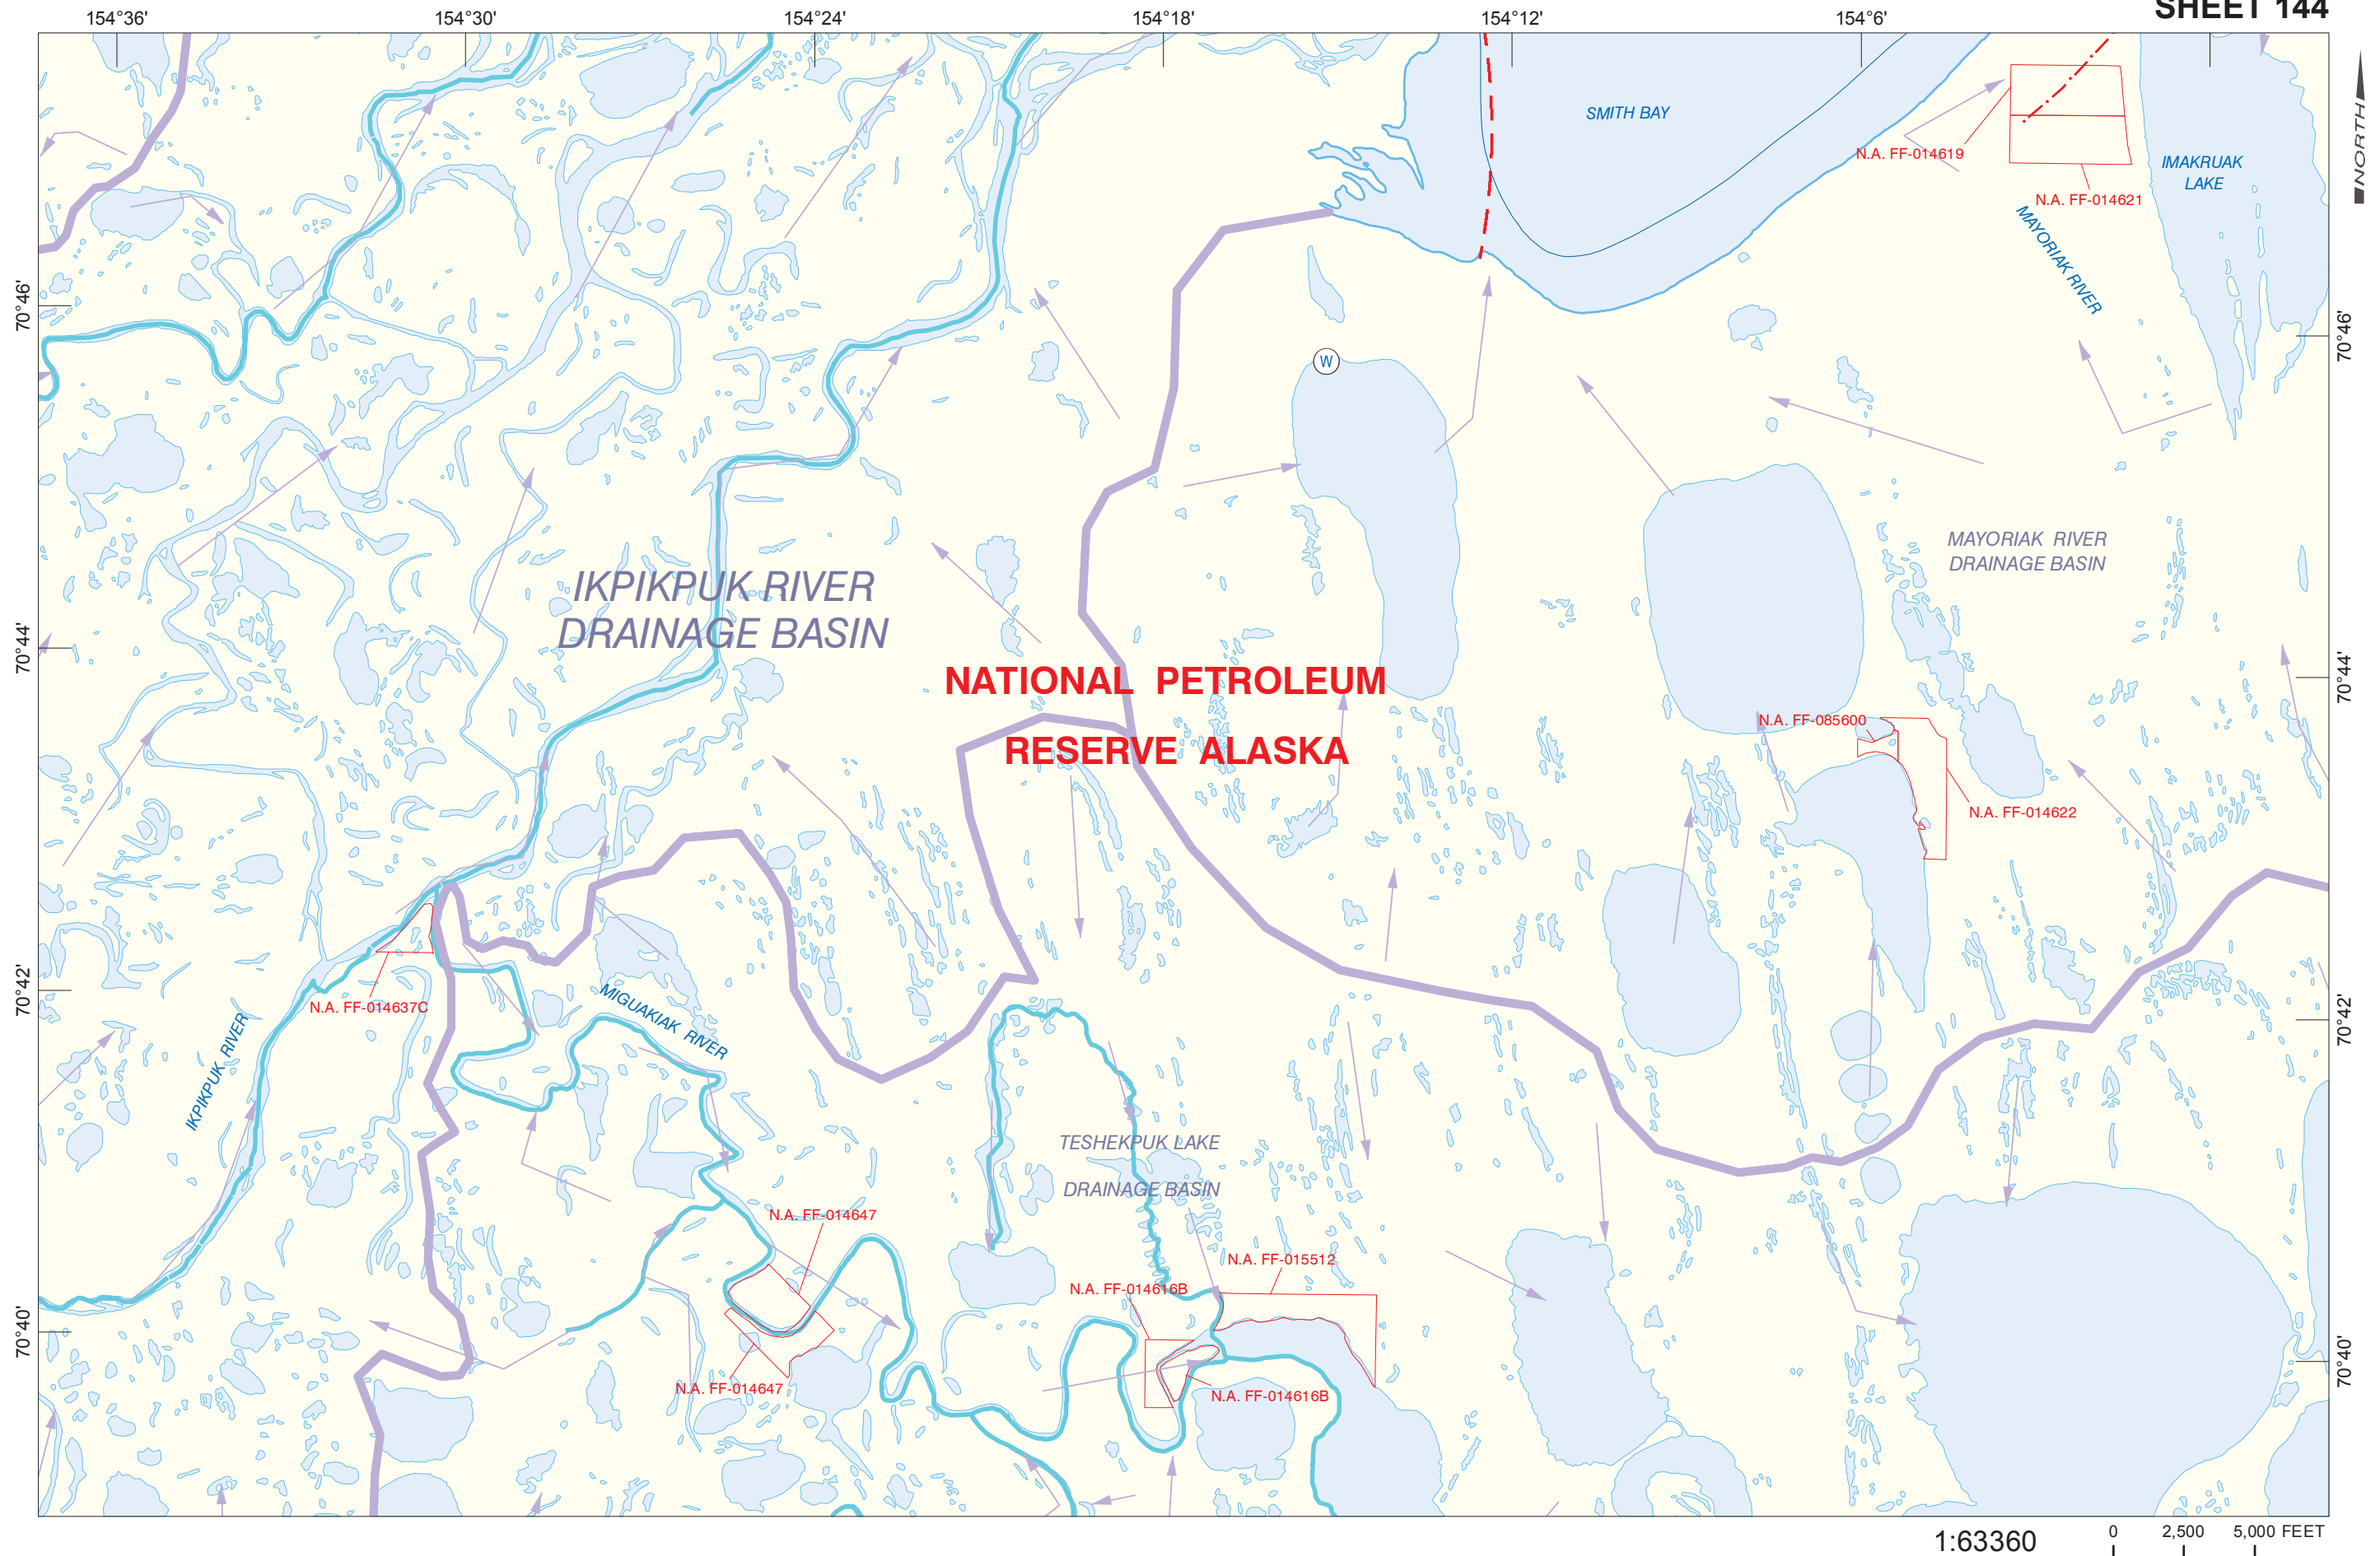 SHEET 144
154°36'
154°30'
154°24'
154°18'
154°12'
154°6'
NORTH
SMITH BAY
N.A. FF-014619
IMAKRUAK
LAKE
N.A. FF-014621
MAYORIAK RIVER
70°46'
70°46'
W
MAYORIAK RIVER
DRAINAGE BASIN
IKPIKPUK RIVER
DRAINAGE BASIN
70°44'
70°44'
NATIONAL PETROLEUM
RESERVE ALASKA
N.A. FF-085600
N.A. FF-014622
70°42'
70°42'
N.A. FF-014637C
MIGUAKIAK RIVER
IKPIKPUK RIVER
TESHEKPUK LAKE
DRAINAGE BASIN
N.A. FF-014647
N.A. FF-015512
N.A. FF-014616B
70°40'
70°40'
N.A. FF-014647
N.A. FF-014616B
1:63360
0 2,500 5,000 FEET